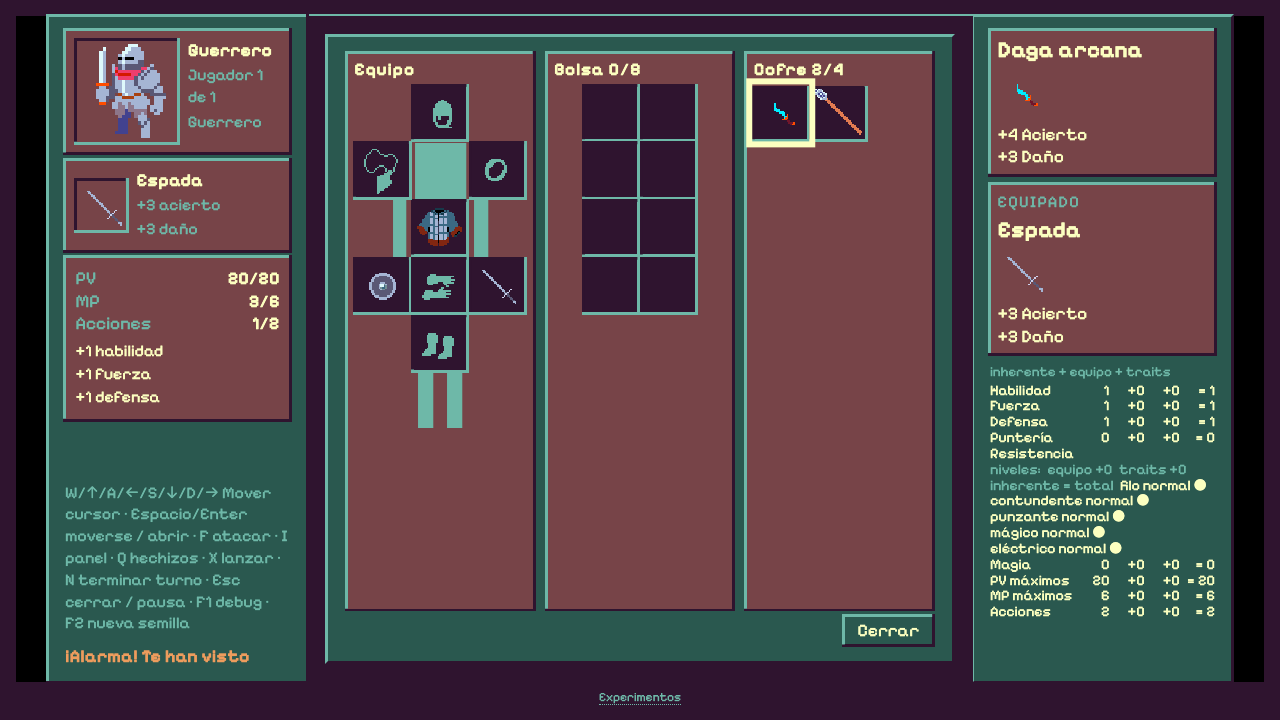 Guerrero
Jugador 1
de 1
Guerrero
Espada
+3 acierto
+3 daño
PV 20/20
MP 3/6
Acciones 1/2
+1 habilidad
+1 fuerza
+1 defensa
W/↑/A/←/S/↓/D/→ Mover
cursor · Espacio/Enter
moverse / abrir · F atacar · I
panel · Q hechizos · X lanzar ·
N terminar turno · Esc
cerrar / pausa · F1 debug ·
F2 nueva semilla
¡Alarma! Te han visto
Equipo
Bolsa 0/8
Cofre 2/4
Cerrar
Daga arcana
+4 Acierto
+3 Daño
EQUIPADO
Espada
+3 Acierto
+3 Daño
inherente + equipo + traits
Habilidad 1 +0 +0 = 1
Fuerza 1 +0 +0 = 1
Defensa 1 +0 +0 = 1
Puntería 0 +0 +0 = 0
Resistencia
niveles: equipo +0 traits +0
inherente = total filo normal
contundente normal
punzante normal
mágico normal
eléctrico normal
Magia 0 +0 +0 = 0
PV máximos 20 +0 +0 = 20
MP máximos 6 +0 +0 = 6
Acciones 2 +0 +0 = 2
Experimentos